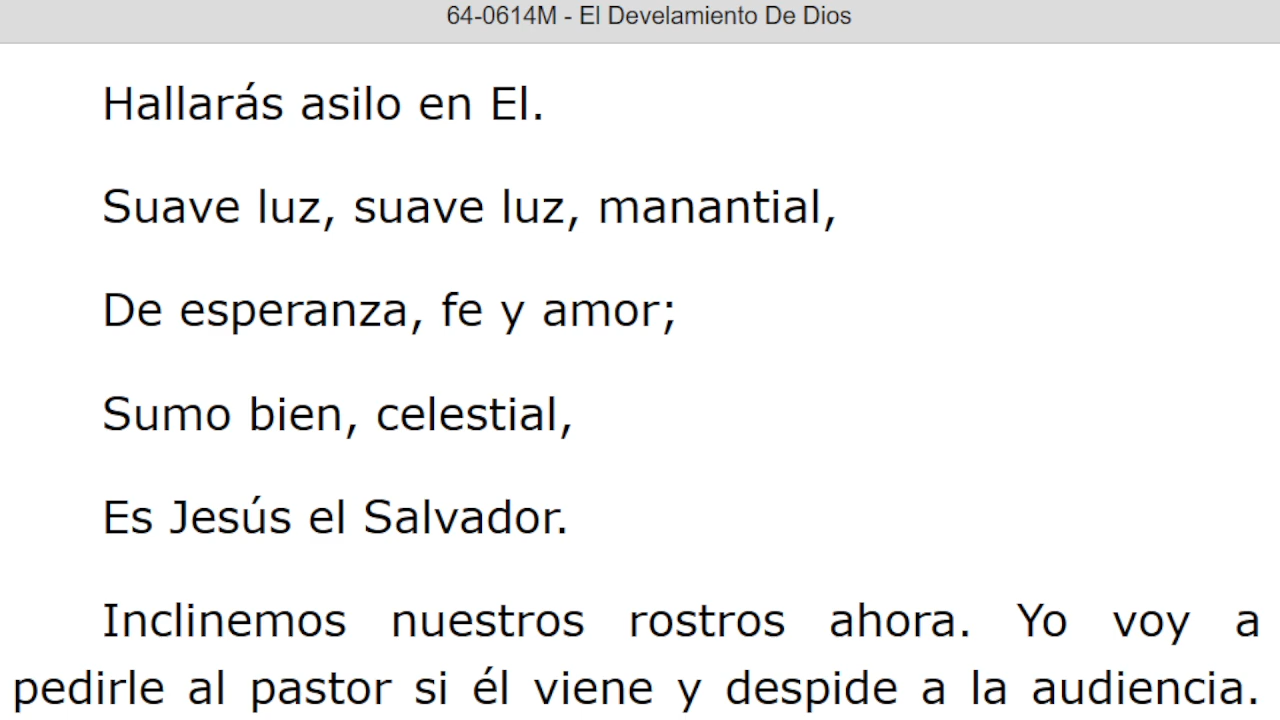 64-0614M - El Develamiento De Dios
Hallarás asilo en El.
Suave luz, suave luz, manantial,
De esperanza, fe y amor;
Sumo bien, celestial,
Es Jesús el Salvador.
Inclinemos nuestros rostros ahora. Yo voy a
pedirle al pastor si él viene y despide a la audiencia.